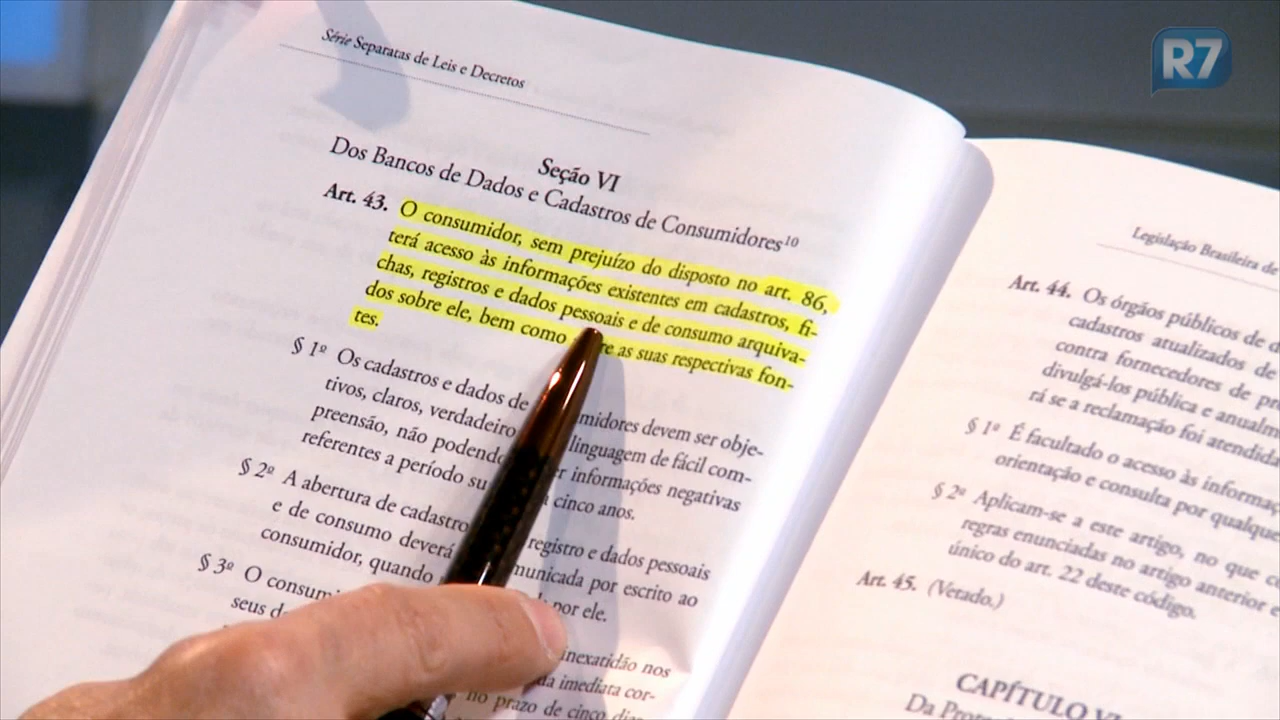 R7
Série Separatas de Leis e Decretos
Seção VI
Dos Bancos de Dados e Cadastros de Consumidores10
Art. 43. O consumidor, sem prejuízo do disposto no art. 86,
terá acesso às informações existentes em cadastros, fi-
chas, registros e dados pessoais e de consumo arquiva-
dos sobre ele, bem como as suas respectivas fon-
tes.
§ 1º Os cadastros e dados de midores devem ser obje-
tivos, claros, verdadeiro linguagem de fácil com-
preensão, não podendo informações negativas
referentes a período su a cinco anos.
§ 2º A abertura de cadastro registro e dados pessoais
e de consumo deverá municada por escrito ao
consumidor, quando por ele.
§ 3º O consumi
seus d
inexatidão nos
imediata cor-
no prazo de cinco dias
Legislação Brasileira de
Art. 44. Os órgãos públicos de d
cadastros atualizados de
contra fornecedores de pr
divulgá-los pública e anualm
rá se a reclamação foi atendida
§ 1º É facultado o acesso às informaç
orientação e consulta por qualque
§ 2º Aplicam-se a este artigo, no que c
regras enunciadas no artigo anterior e
único do art. 22 deste código.
Art. 45. (Vetado.)
CAPÍTULO VI
Da Prote